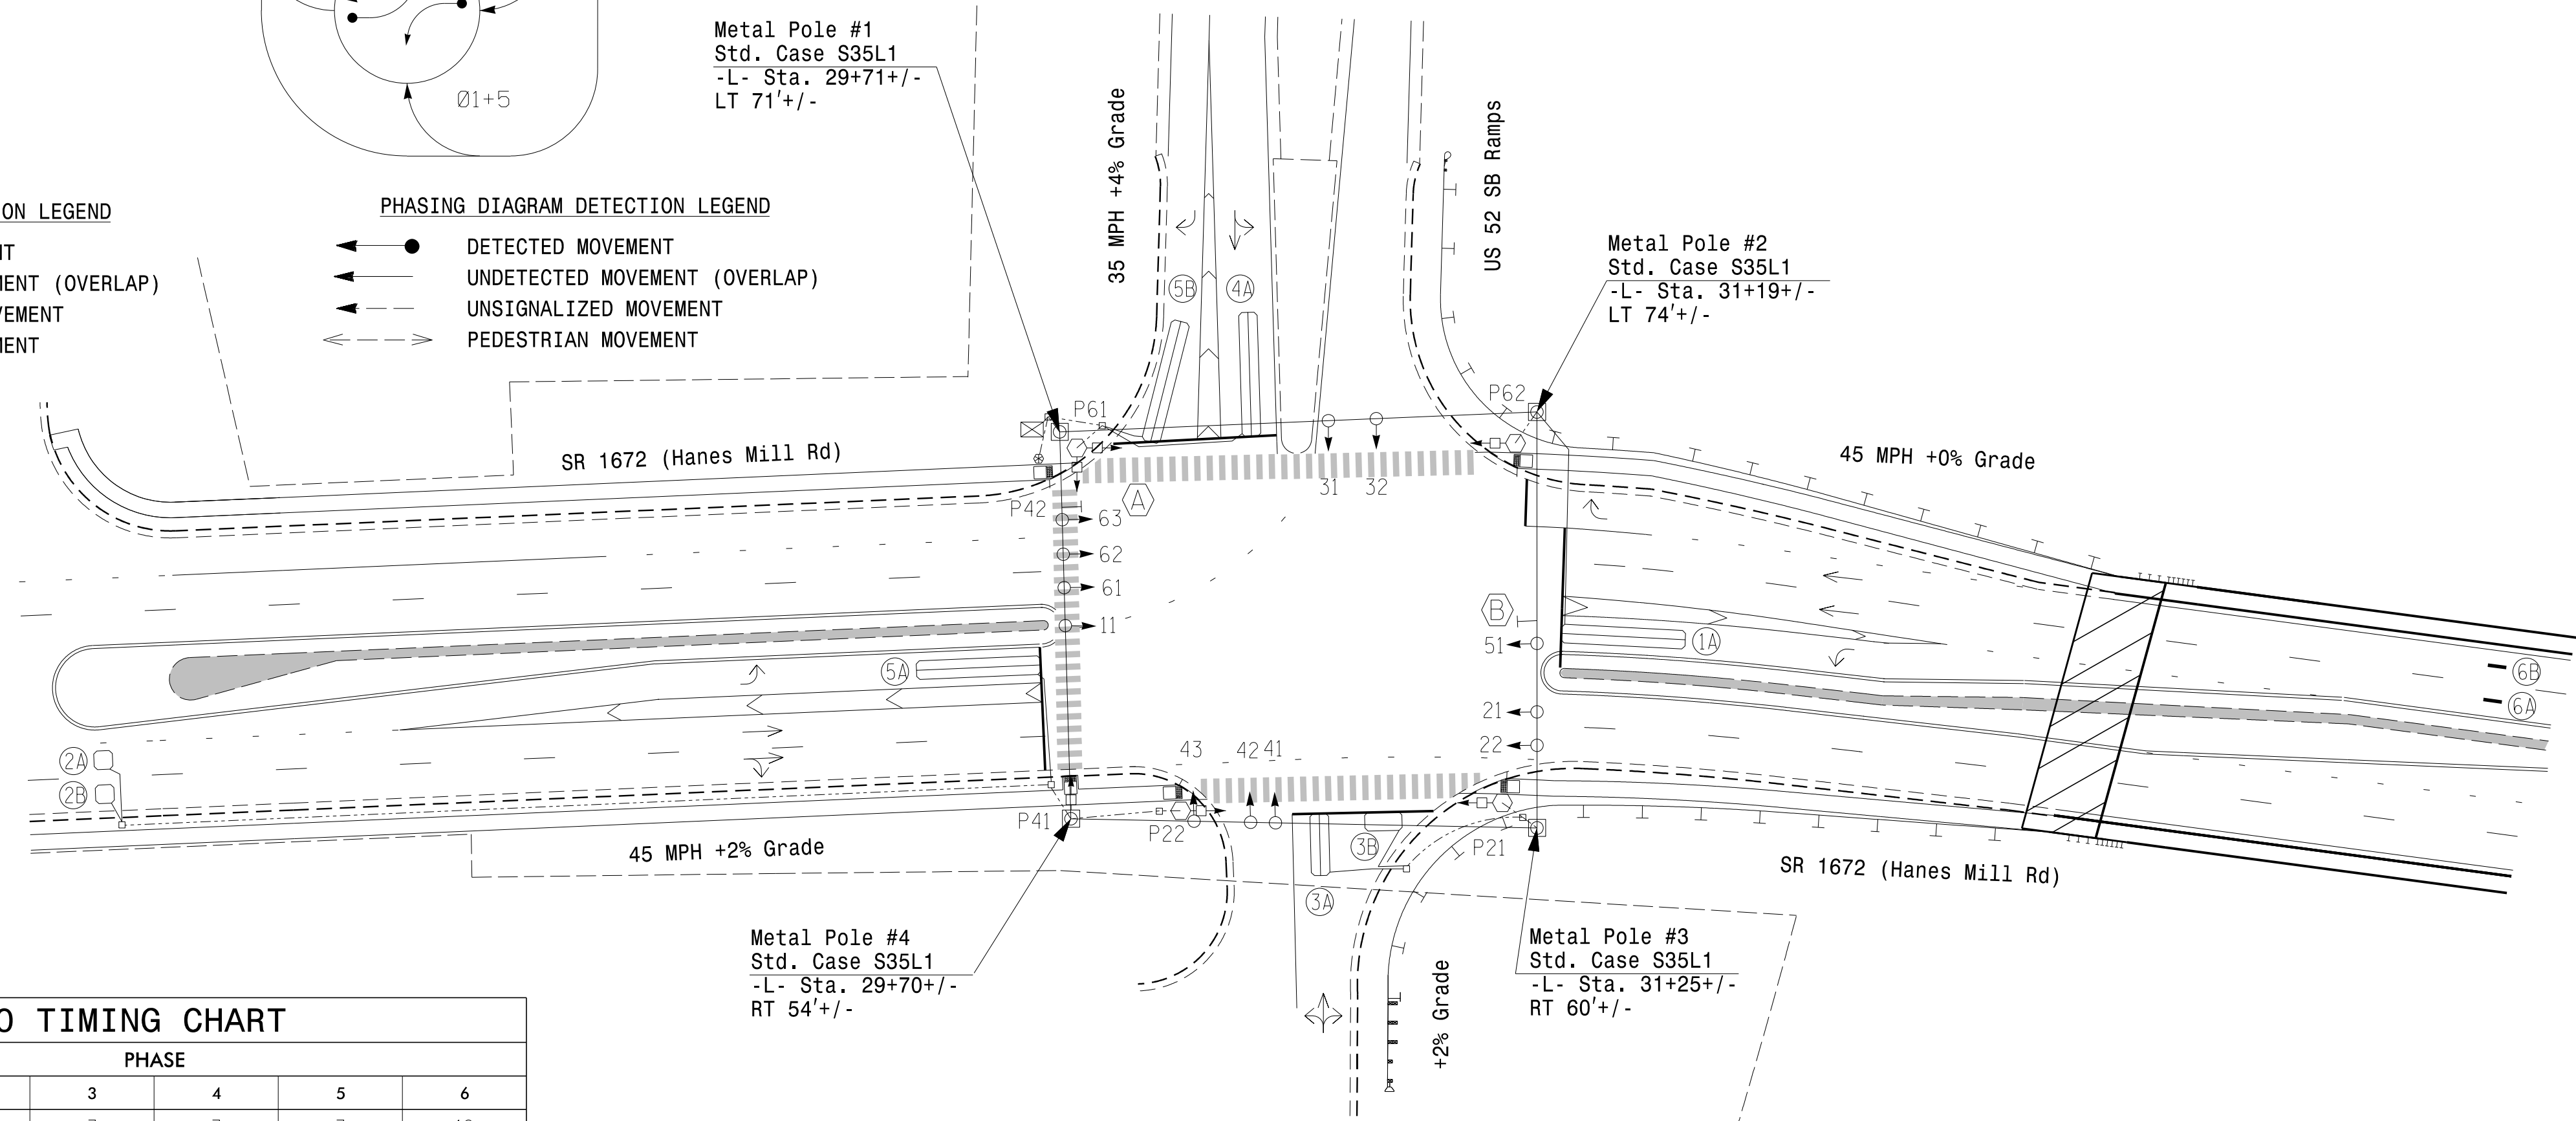 Ø1+5
ON LEGEND
MENT (OVERLAP)
VEMENT
MENT
PHASING DIAGRAM DETECTION LEGEND
DETECTED MOVEMENT
UNDETECTED MOVEMENT (OVERLAP)
UNSIGNALIZED MOVEMENT
PEDESTRIAN MOVEMENT
Metal Pole #1
Std. Case S35L1
-L- Sta. 29+71+/-
LT 71'+/-
35 MPH +4% Grade
US 52 SB Ramps
Metal Pole #2
Std. Case S35L1
-L- Sta. 31+19+/-
LT 74'+/-
5B
4A
P61
P62
SR 1672 (Hanes Mill Rd)
45 MPH +0% Grade
31
32
A
P42
63
62
61
11
B
51
1A
5A
21
22
6B
6A
2A
2B
43
42
41
P41
P22
3B
P21
3A
45 MPH +2% Grade
SR 1672 (Hanes Mill Rd)
Metal Pole #4
Std. Case S35L1
-L- Sta. 29+70+/-
RT 54'+/-
Metal Pole #3
Std. Case S35L1
-L- Sta. 31+25+/-
RT 60'+/-
+2% Grade
O TIMING CHART
PHASE
3
4
5
6